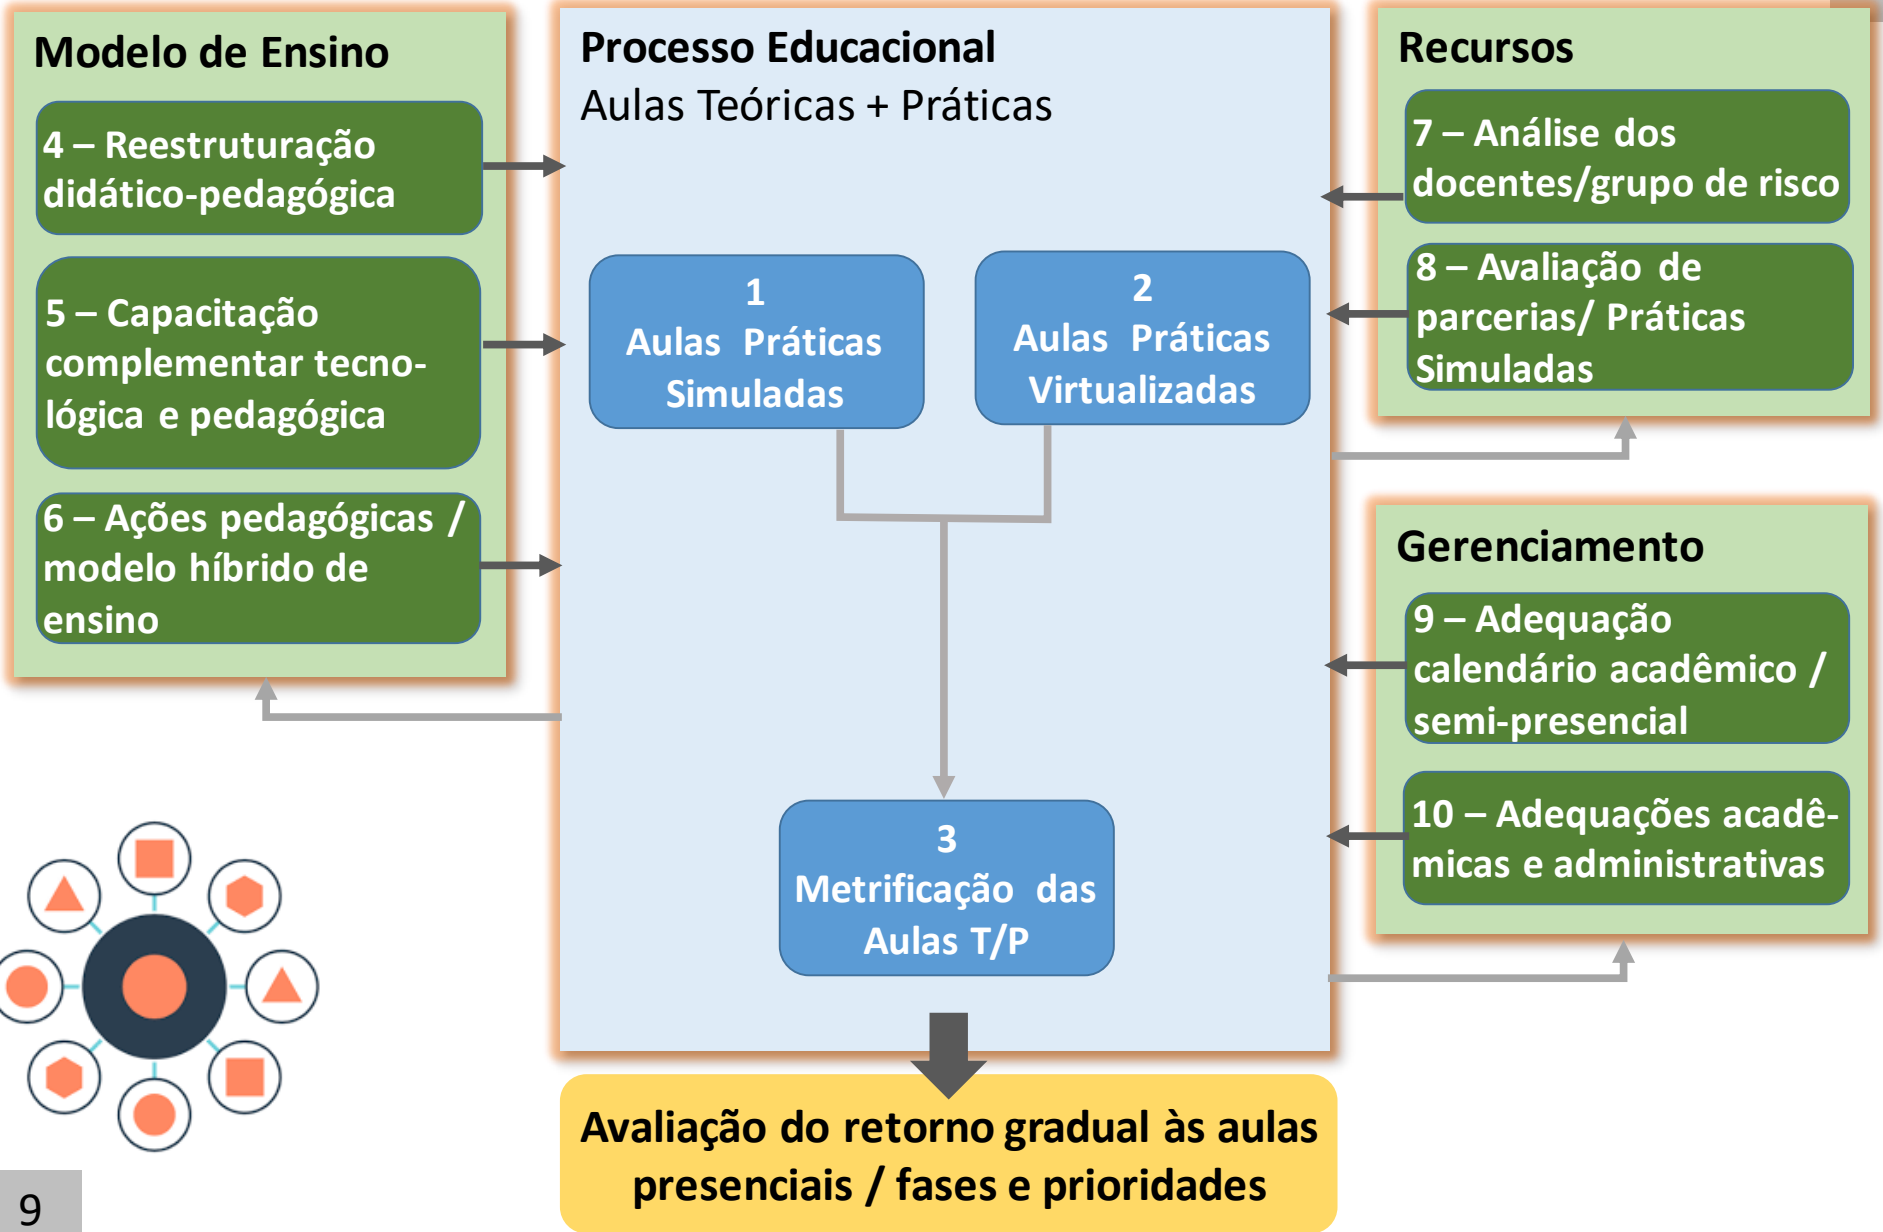 Modelo de Ensino
4 – Reestruturação
didático-pedagógica
5 – Capacitação
complementar tecno-
lógica e pedagógica
6 – Ações pedagógicas /
modelo híbrido de
ensino
Processo Educacional
Aulas Teóricas + Práticas
1
Aulas Práticas
Simuladas
2
Aulas Práticas
Virtualizadas
3
Metrificação das
Aulas T/P
Recursos
7 – Análise dos
docentes/grupo de risco
8 – Avaliação de
parcerias/ Práticas
Simuladas
Gerenciamento
9 – Adequação
calendário acadêmico /
semi-presencial
10 – Adequações acadê-
micas e administrativas
Avaliação do retorno gradual às aulas
presenciais / fases e prioridades
9